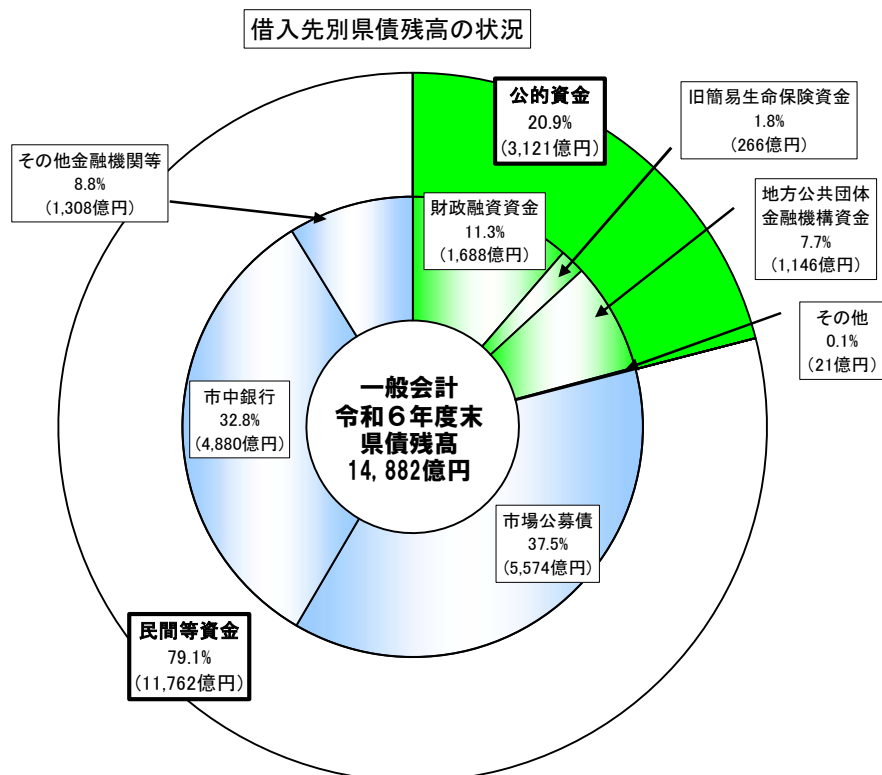 借入先別県債残高の状況
公的資金
20.9%
(3,121億円)
旧簡易生命保険資金
1.8%
(266億円)
その他金融機関等
8.8%
(1,308億円)
財政融資資金
11.3%
(1,688億円)
地方公共団体
金融機構資金
7.7%
(1,146億円)
その他
0.1%
(21億円)
市中銀行
32.8%
(4,880億円)
一般会計
令和6年度末
県債残髙
14,882億円
市場公募債
37.5%
(5,574億円)
民間等資金
79.1%
(11,762億円)